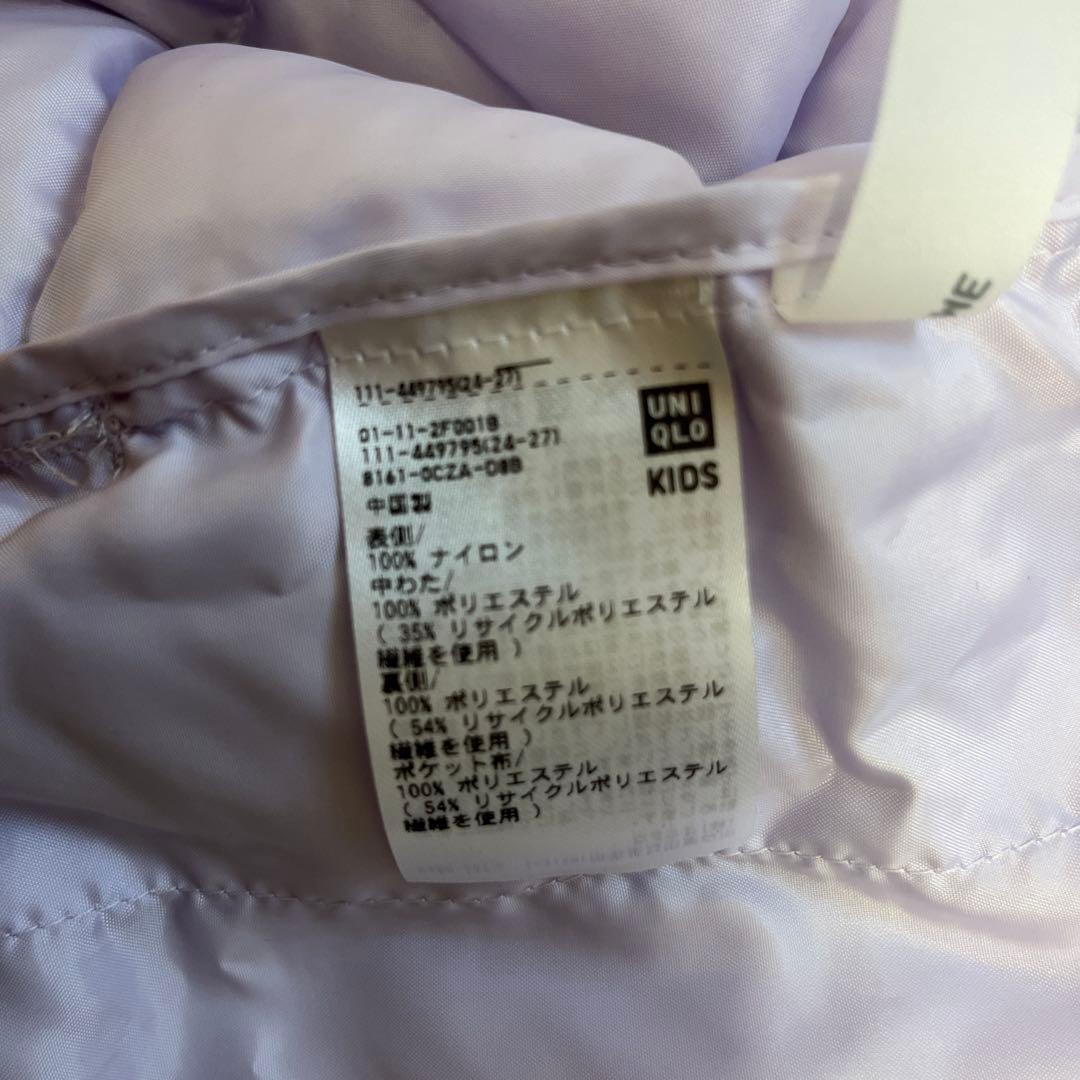 111-449795(24-27)
01-11-2F001B
111-449795(24-27)
8161-0CZA-D8B
UNI
QLO
KIDS
中国製
表側/
100% ナイロン
中わた/
100% ポリエステル
( 35% リサイクルポリエステル
繊維を使用 )
裏側/
100% ポリエステル
( 54% リサイクルポリエステル
繊維を使用 )
ポケット布/
100% ポリエステル
( 54% リサイクルポリエステル
繊維を使用 )
ME